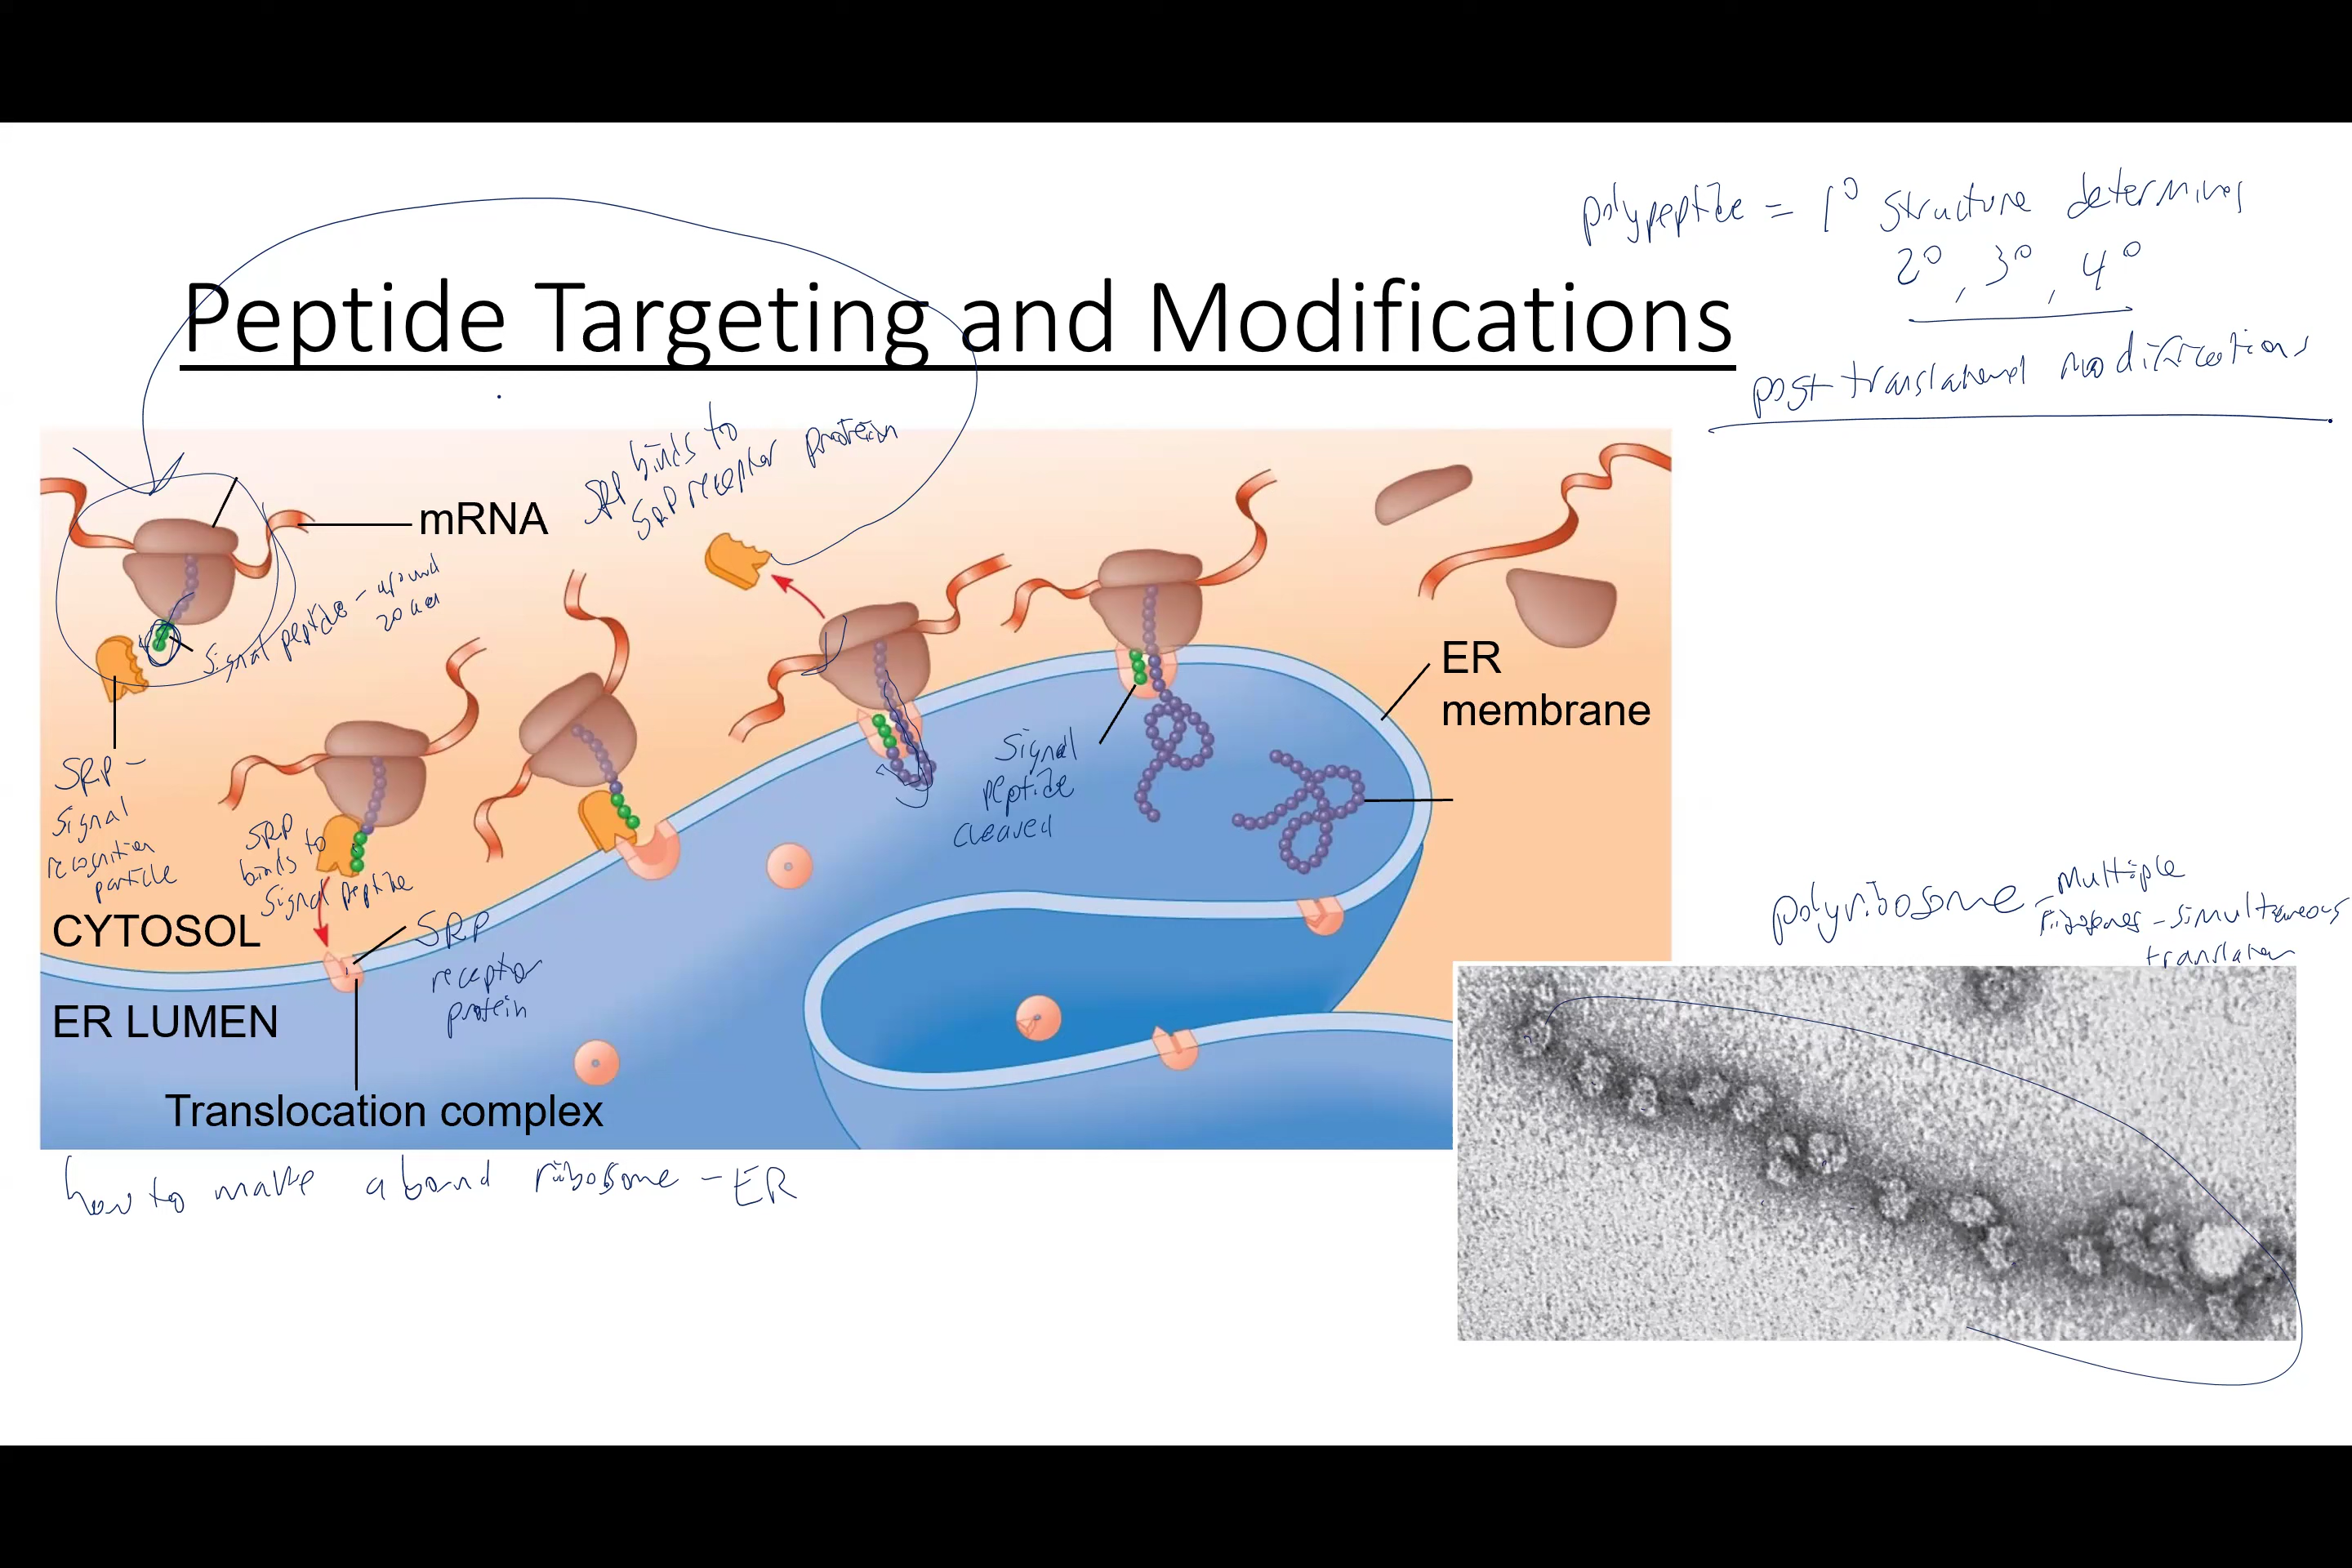 polypeptide = 1° structure determines
2°, 3°, 4°
post translational modifications
Peptide Targeting and Modifications
SRP binds to
SRP receptor protein
mRNA
Signal peptide - around
20 aa
ER
membrane
SRP -
Signal
recognition
particle
SRP
binds to
Signal peptide
Signal
peptide
cleaved
CYTOSOL
SRP
receptor
protein
ER LUMEN
Translocation complex
polyribosome - multiple
ribosomes - simultaneous
translation
how to make a bound ribosome - ER